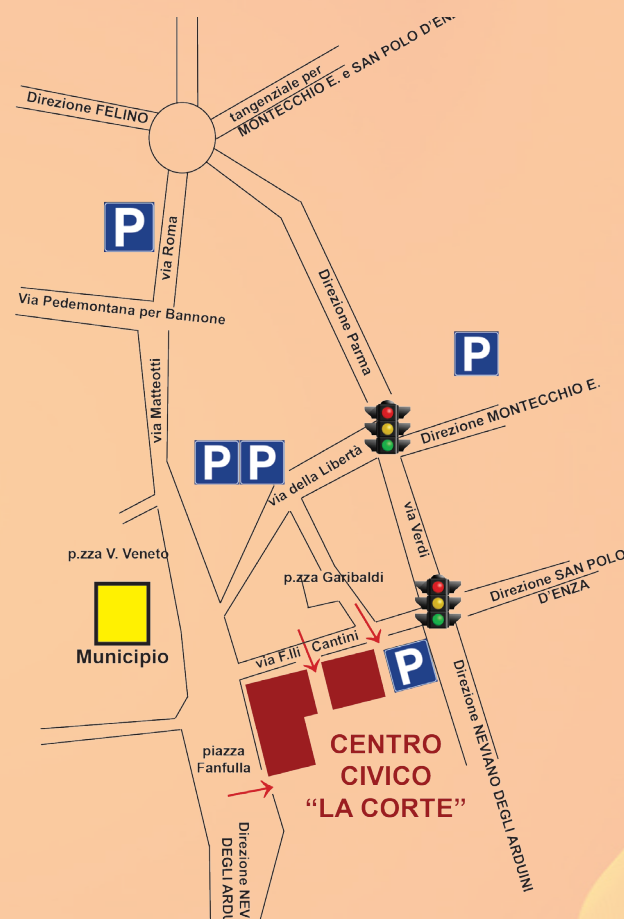 tangenziale per
MONTECCHIO E. e SAN POLO D'EN
Direzione FELINO
P
via Roma
Via Pedemontana per Bannone
Direzione Parma
P
via Matteotti
Direzione MONTECCHIO E.
P P
via della Libertà
via Verdi
p.zza V. Veneto
p.zza Garibaldi
Direzione SAN POLO
D'ENZA
Municipio
via F.lli Cantini
P
Direzione NEVIANO DEGLI ARDUINI
piazza
Fanfulla
CENTRO
CIVICO
“LA CORTE”
Direzione NEV
DEGLI ARDU